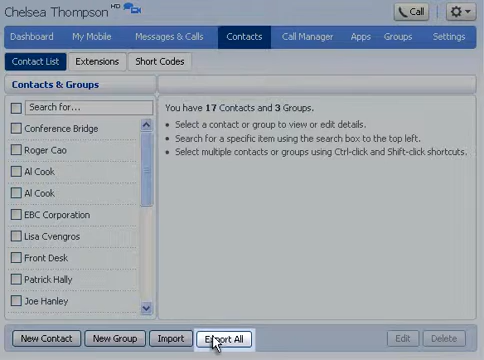 Chelsea Thompson HD
Call
Dashboard My Mobile Messages & Calls Contacts Call Manager Apps Groups Settings
Contact List Extensions Short Codes
Contacts & Groups
Search for...
Conference Bridge
Roger Cao
Al Cook
Al Cook
EBC Corporation
Lisa Cvengros
Front Desk
Patrick Hally
Joe Hanley
You have 17 Contacts and 3 Groups.
• Select a contact or group to view or edit details.
• Search for a specific item using the search box to the top left.
• Select multiple contacts or groups using Ctrl-click and Shift-click shortcuts.
New Contact New Group Import Export All Edit Delete